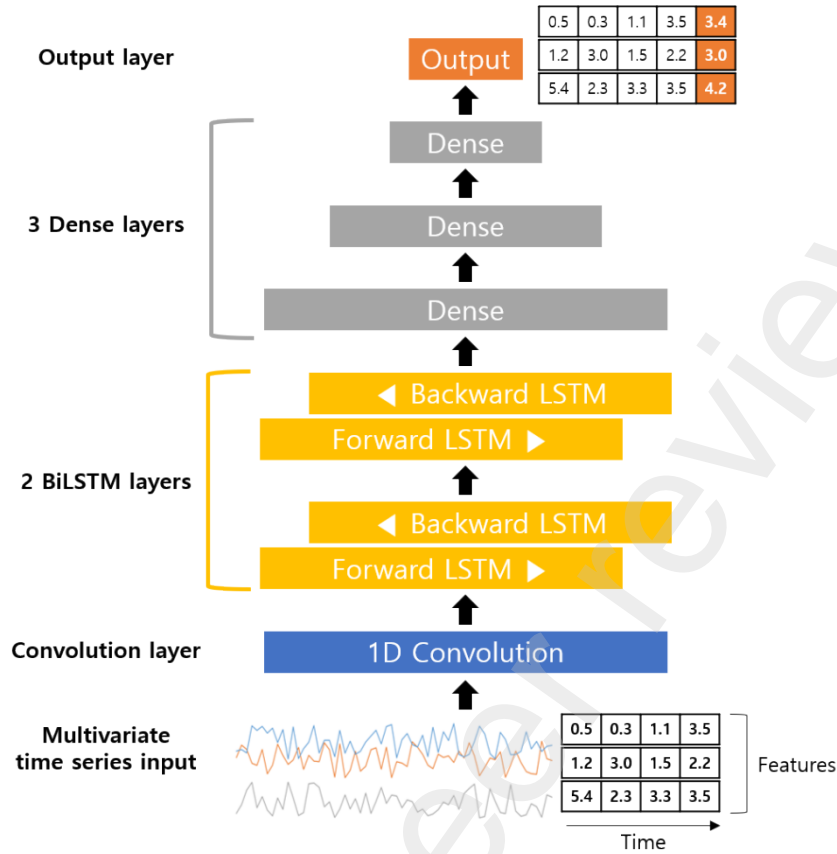 Output layer
Output
0.5 0.3 1.1 3.5 3.4
1.2 3.0 1.5 2.2 3.0
5.4 2.3 3.3 3.5 4.2
3 Dense layers
Dense
Dense
Dense
2 BiLSTM layers
◀ Backward LSTM
Forward LSTM ▶
◀ Backward LSTM
Forward LSTM ▶
Convolution layer
1D Convolution
Multivariate
time series input
0.5 0.3 1.1 3.5
1.2 3.0 1.5 2.2
5.4 2.3 3.3 3.5
Features
Time
eer review